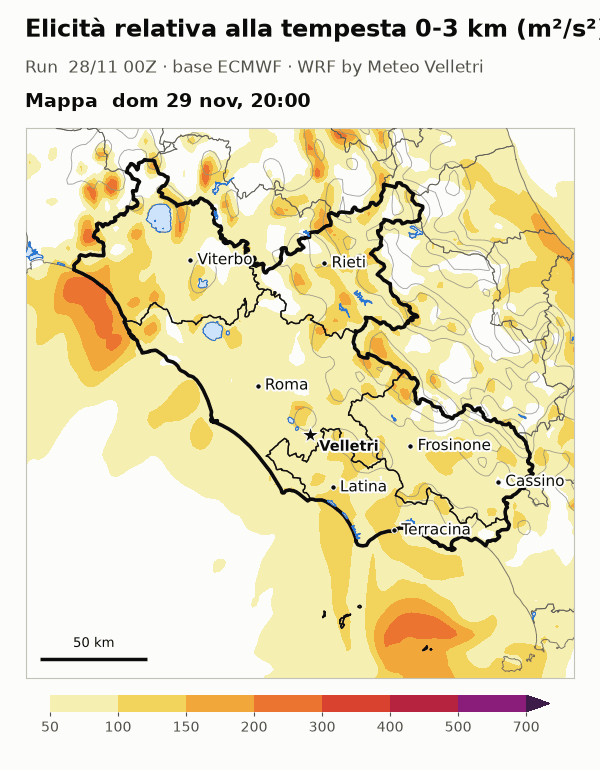 Elicità relativa alla tempesta 0-3 km (m²/s²)
Run 28/11 00Z · base ECMWF · WRF by Meteo Velletri
Mappa dom 29 nov, 20:00
Viterbo
Rieti
Roma
Velletri
Frosinone
Latina
Cassino
Terracina
50 km
50 100 150 200 300 400 500 700